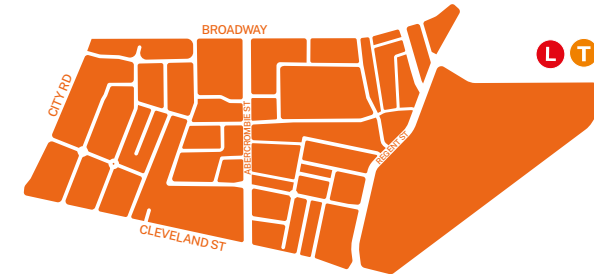 BROADWAY
L T
CITY RD
ABERCROMBIE ST
REGENT ST
CLEVELAND ST